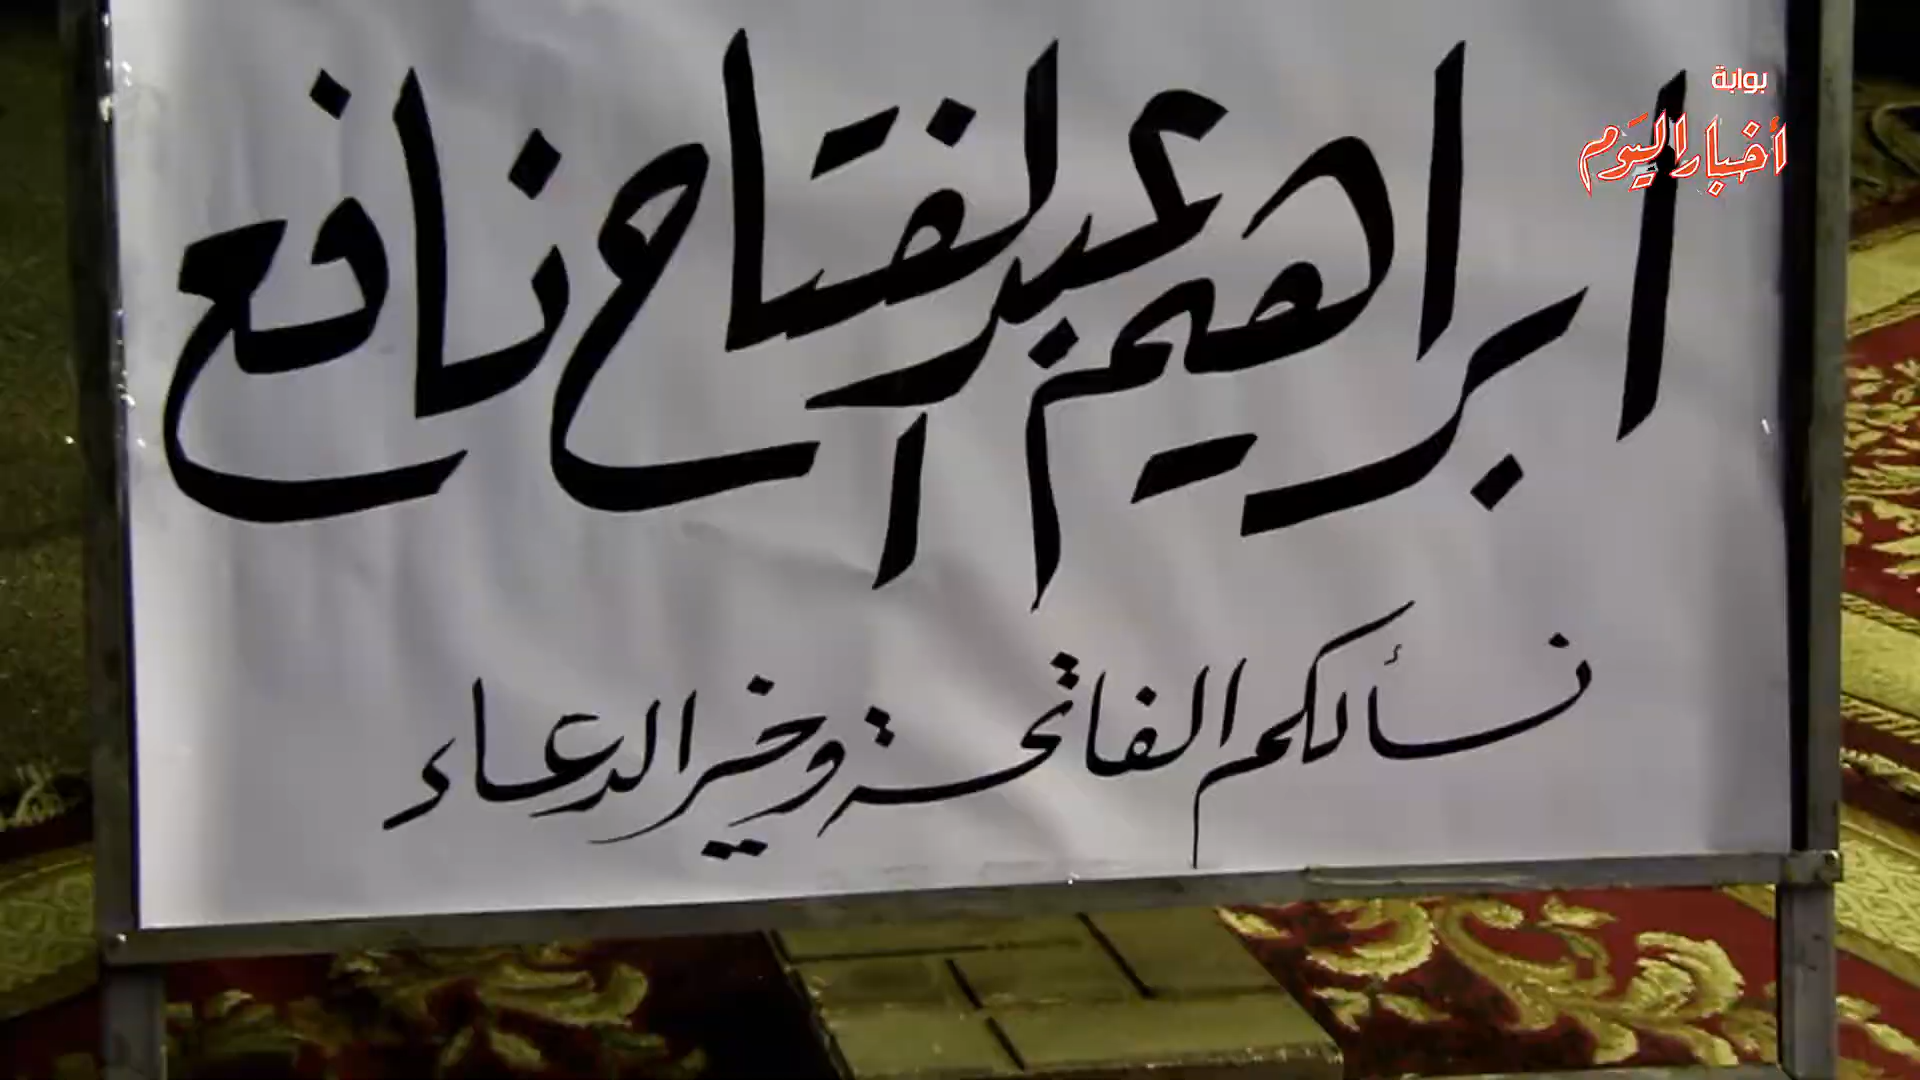 بوابة
أخبار اليوم
ابراهيم عبد الفتاح نافع
نسألكم الفاتحة وخير الدعاء